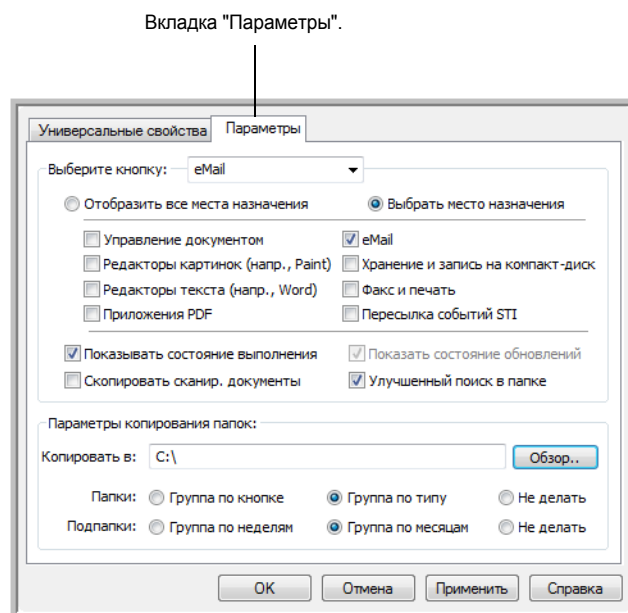 Вкладка "Параметры".
Универсальные свойства Параметры
Выберите кнопку: eMail
Отобразить все места назначения Выбрать место назначения
Управление документом eMail
Редакторы картинок (напр., Paint) Хранение и запись на компакт-диск
Редакторы текста (напр., Word) Факс и печать
Приложения PDF Пересылка событий STI
Показывать состояние выполнения Показать состояние обновлений
Скопировать сканир. документы Улучшенный поиск в папке
Параметры копирования папок:
Копировать в: C:\ Обзор..
Папки: Группа по кнопке Группа по типу Не делать
Подпапки: Группа по неделям Группа по месяцам Не делать
OK Отмена Применить Справка